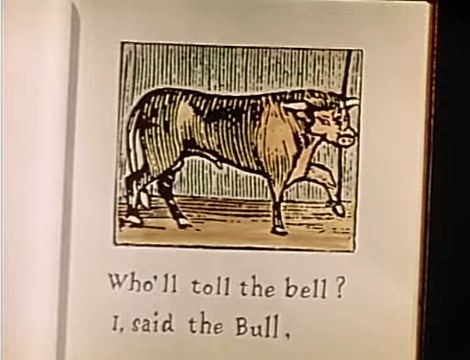 Who'll toll the bell?
I, said the Bull,